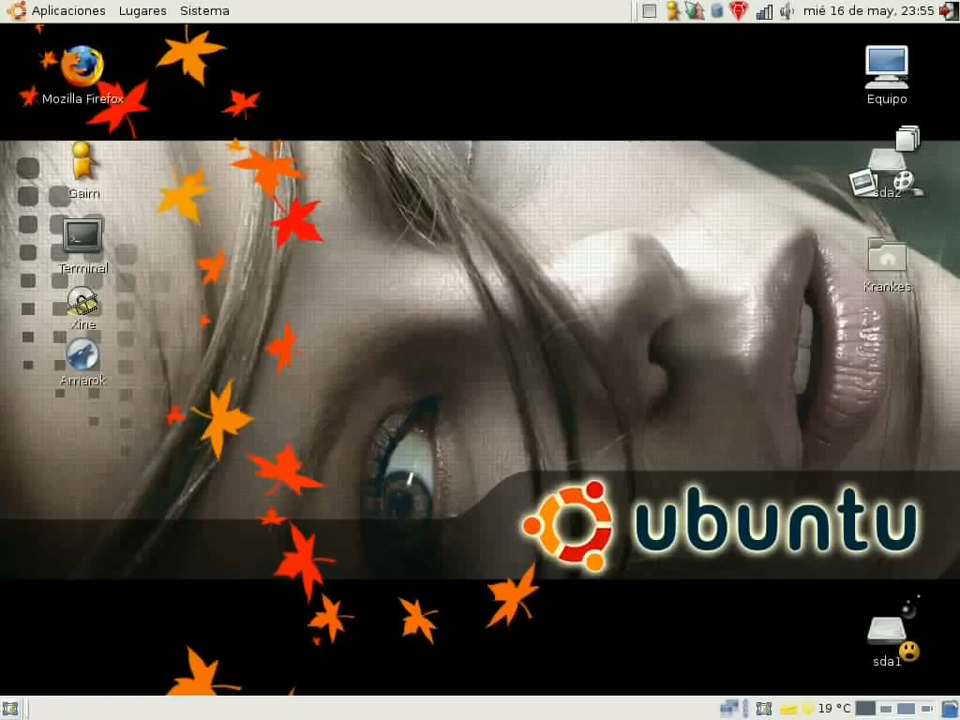 Aplicaciones Lugares Sistema
mié 16 de may, 23:55
Mozilla Firefox
Equipo
Gaim
sda2
Terminal
Krankes
Xine
Amarok
ubuntu
sda1
19 °C